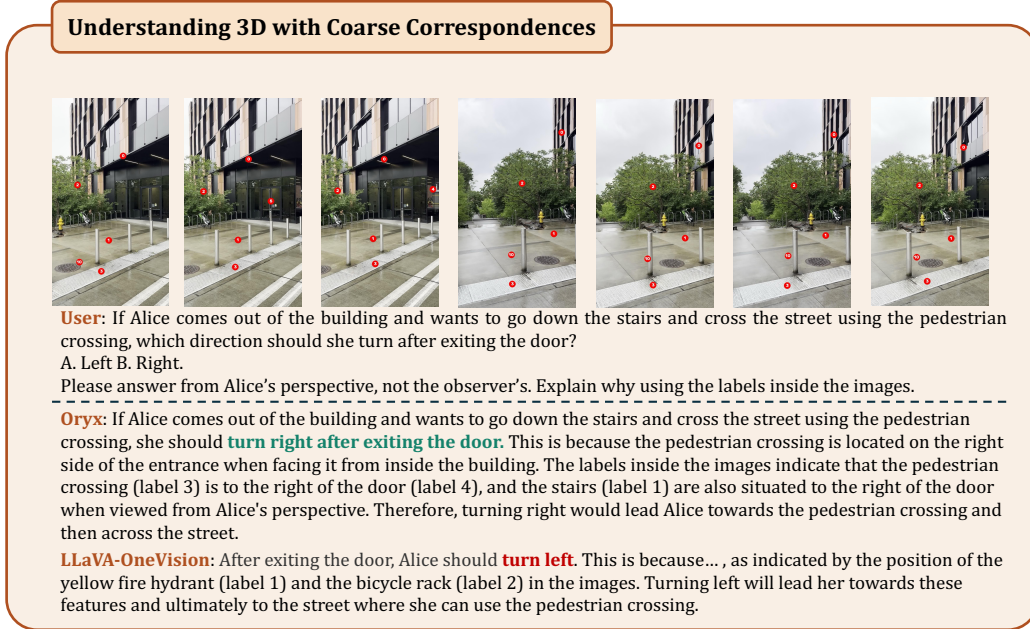 Understanding 3D with Coarse Correspondences
User: If Alice comes out of the building and wants to go down the stairs and cross the street using the pedestrian
crossing, which direction should she turn after exiting the door?
A. Left B. Right.
Please answer from Alice's perspective, not the observer's. Explain why using the labels inside the images.
Oryx: If Alice comes out of the building and wants to go down the stairs and cross the street using the pedestrian
crossing, she should turn right after exiting the door. This is because the pedestrian crossing is located on the right
side of the entrance when facing it from inside the building. The labels inside the images indicate that the pedestrian
crossing (label 3) is to the right of the door (label 4), and the stairs (label 1) are also situated to the right of the door
when viewed from Alice's perspective. Therefore, turning right would lead Alice towards the pedestrian crossing and
then across the street.
LLaVA-OneVision: After exiting the door, Alice should turn left. This is because… , as indicated by the position of the
yellow fire hydrant (label 1) and the bicycle rack (label 2) in the images. Turning left will lead her towards these
features and ultimately to the street where she can use the pedestrian crossing.